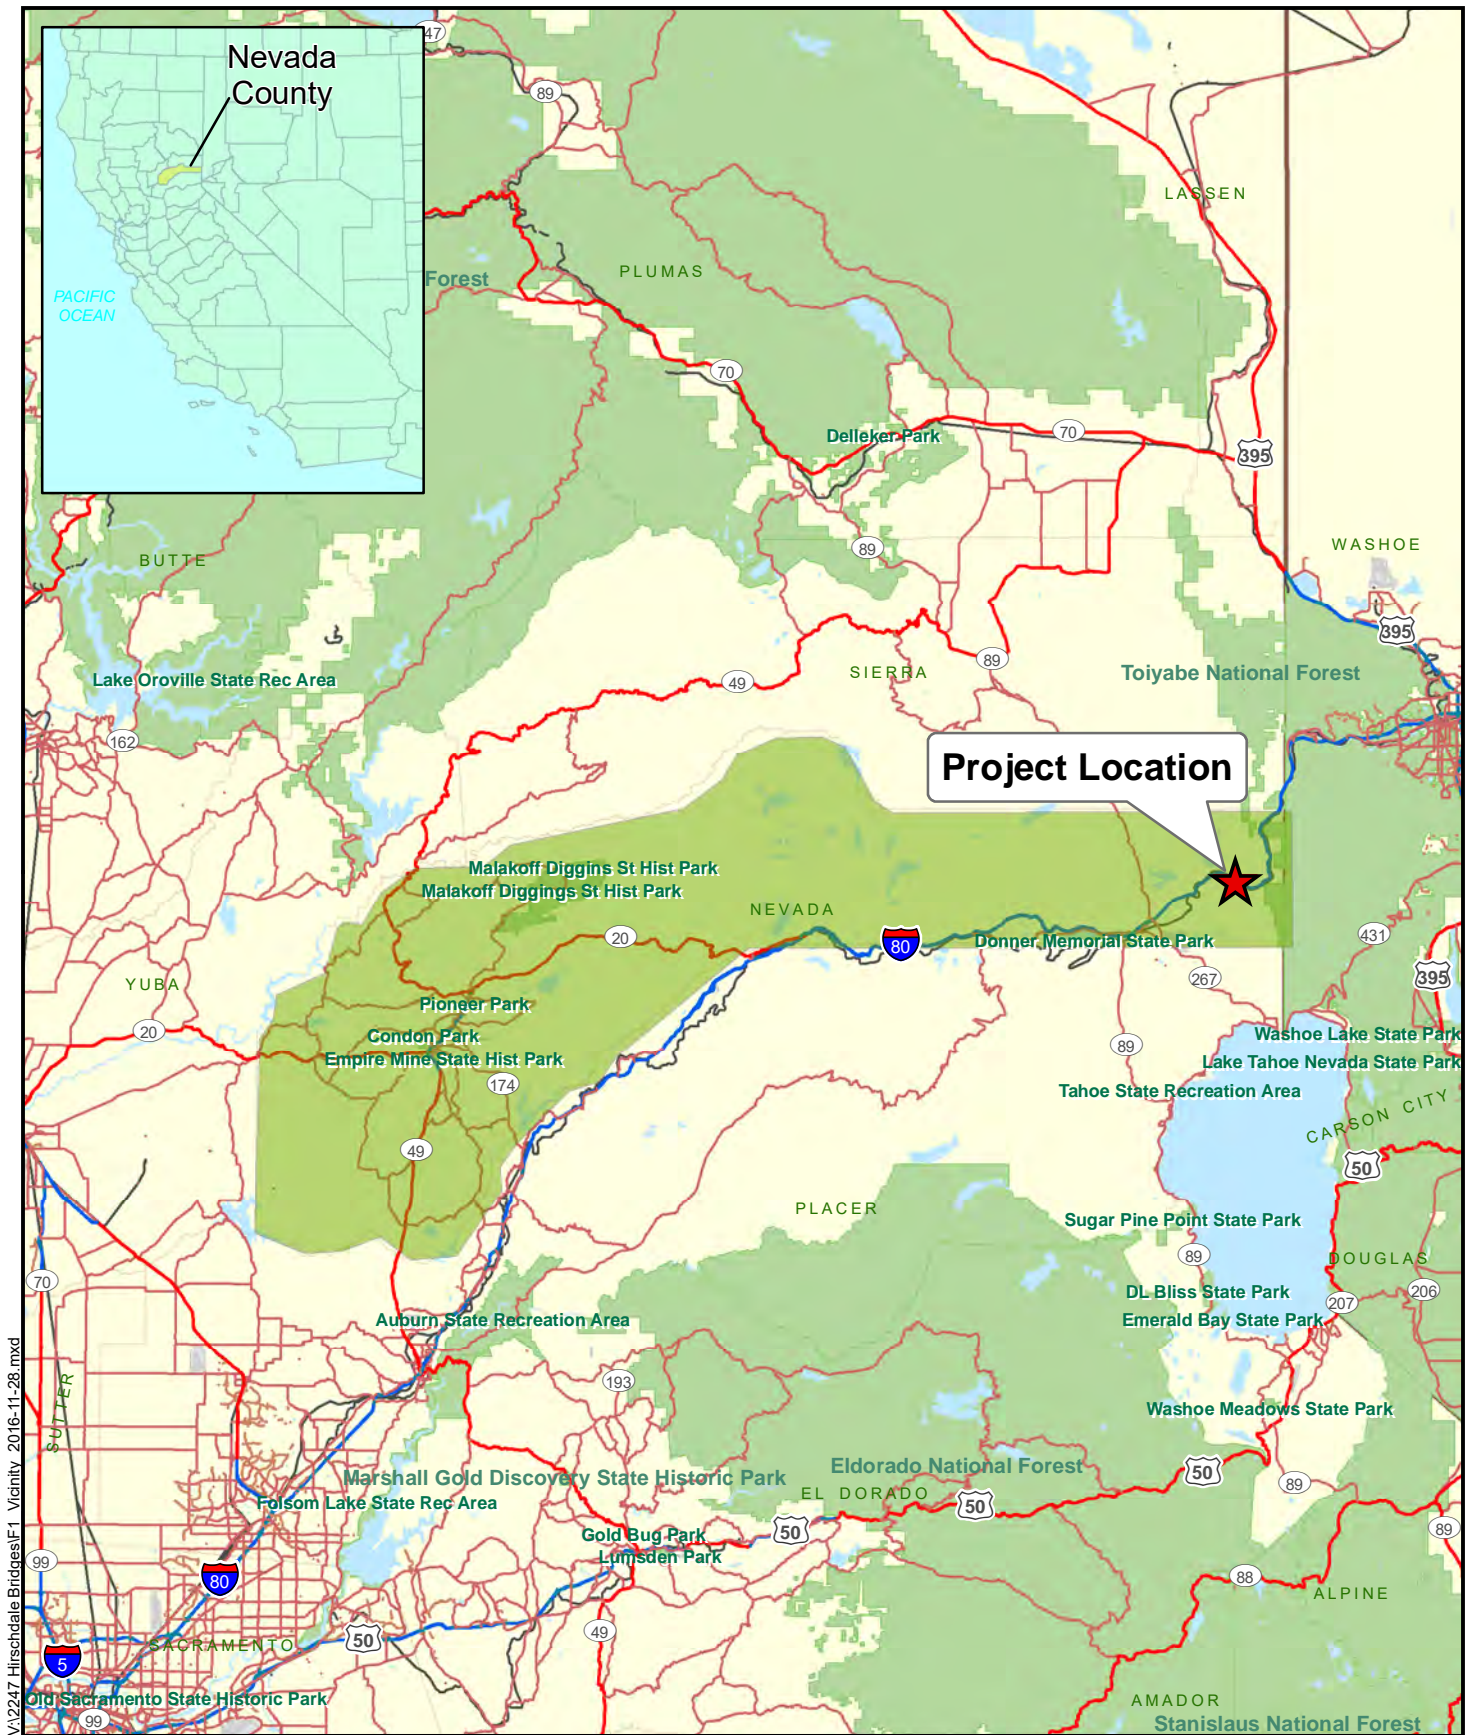 Nevada
County
PACIFIC
OCEAN
47
89
LASSEN
Forest
PLUMAS
70
Delleker Park
70
395
BUTTE
89
WASHOE
395
Lake Oroville State Rec Area
49
SIERRA
89
Toiyabe National Forest
162
Project Location
Malakoff Diggins St Hist Park
Malakoff Diggings St Hist Park
NEVADA
20
80
Donner Memorial State Park
431
267
395
YUBA
Pioneer Park
20
Condon Park
Empire Mine State Hist Park
174
89
Washoe Lake State Park
Lake Tahoe Nevada State Park
Tahoe State Recreation Area
CARSON CITY
49
50
PLACER
Sugar Pine Point State Park
89
DOUGLAS
70
DL Bliss State Park
206
207
Auburn State Recreation Area
Emerald Bay State Park
193
SUTTER
Washoe Meadows State Park
Marshall Gold Discovery State Historic Park
Eldorado National Forest
50
89
Folsom Lake State Rec Area
EL DORADO
50
Gold Bug Park
50
89
Lumsden Park
99
80
88
ALPINE
49
50
SACRAMENTO
5
Old Sacramento State Historic Park
99
AMADOR
Stanislaus National Forest
V:\2247 Hirschdale Bridges\F1 Vicinity 2016-11-28.mxd